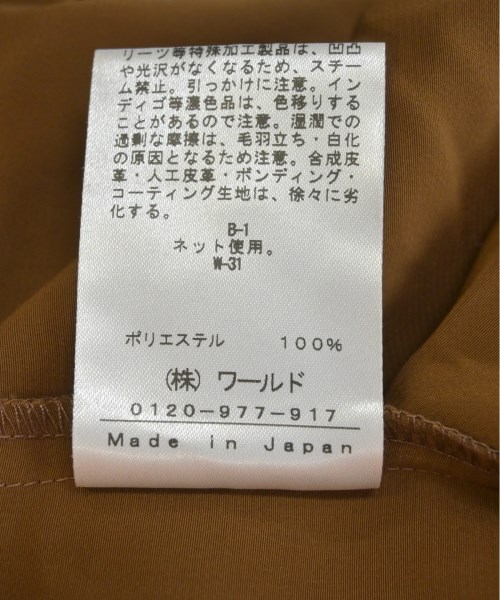 リーツ等特殊加工製品は、凹凸
や光沢がなくなるため、スチー
ム禁止。引っかけに注意。イン
ディゴ等濃色品は、色移りする
ことがあるので注意。湿潤での
過剰な摩擦は、毛羽立ち・白化
の原因となるため注意。合成皮
革・人工皮革・ボンディング・
コーティング生地は、徐々に劣
化する。
B-1
ネット使用。
W-31
ポリエステル 100%
(株) ワールド
0120-977-917
Made in Japan